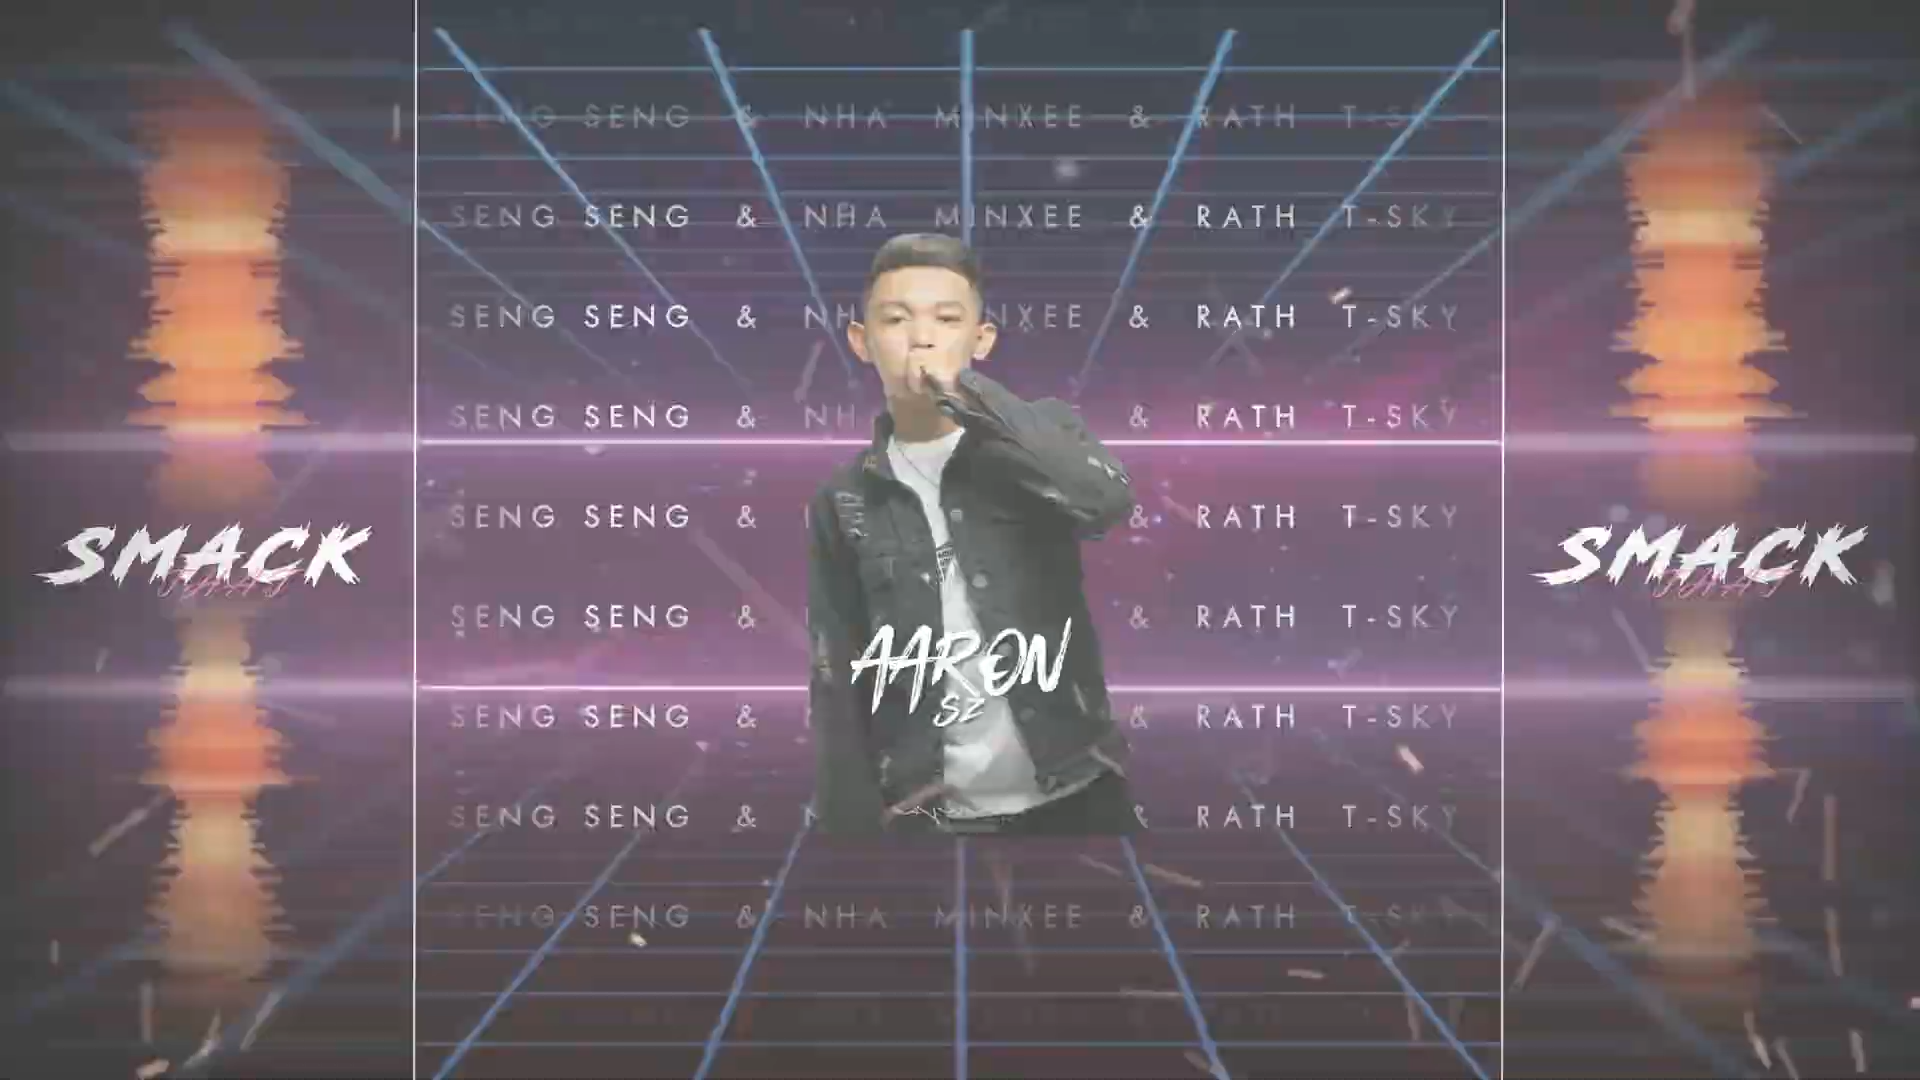 SENG & NHA MINXEE & RATH T-SK
SENG SENG & NHA MINXEE & RATH T-SKY
SENG SENG & NH NXEE & RATH T-SKY
SENG SENG & NH & RATH T-SKY
SENG SENG & & RATH T-SKY
SMACK
SMACK
SENG SENG & & RATH T-SKY
AARON
SZ
SENG SENG & & RATH T-SKY
SENG SENG & & RATH T-SKY
SENG SENG & NHA MINXEE & RATH T-SKY